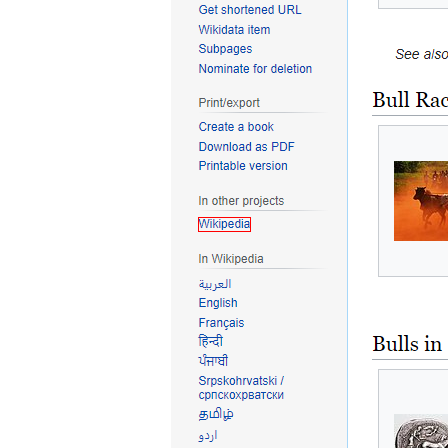 Get shortened URL
Wikidata item
Subpages
Nominate for deletion
See also
Print/export
Bull Rac
Create a book
Download as PDF
Printable version
In other projects
Wikipedia
In Wikipedia
العربية
English
Français
हिन्दी
ਪੰਜਾਬੀ
Bulls in
Srpskohrvatski /
српскохрватски
தமிழ்
اردو